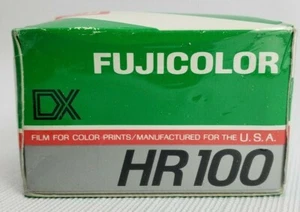 FUJICOLOR
DX
FILM FOR COLOR-PRINTS/MANUFACTURED FOR THE U.S.A.
HR100